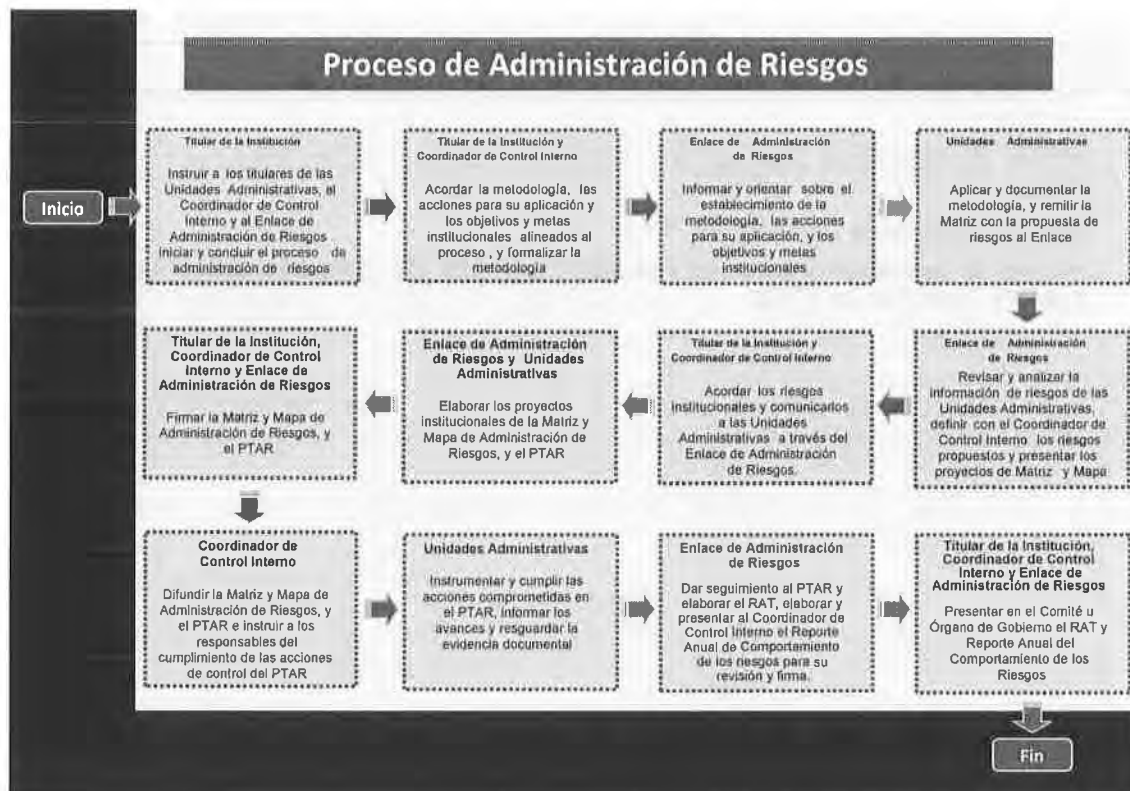 Proceso de Administración de Riesgos
Inicio
Titular de la Institución
Instruir a los titulares de las
Unidades Administrativas, el
Coordinador de Control
Interno y al Enlace de
Administración de Riesgos
iniciar y concluir el proceso de
administración de riesgos
Titular de la Institución y
Coordinador de Control Interno
Acordar la metodología, las
acciones para su aplicación y
los objetivos y metas
institucionales alineados al
proceso , y formalizar la
metodología
Enlace de Administración
de Riesgos
Informar y orientar sobre el
establecimiento de la
metodología, las acciones
para su aplicación, y los
objetivos y metas
institucionales
Unidades Administrativas
Aplicar y documentar la
metodología, y remitir la
Matriz con la propuesta de
riesgos al Enlace
Enlace de Administración
de Riesgos
Revisar y analizar la
información de riesgos de las
Unidades Administrativas,
definir con el Coordinador de
Control Interno los riesgos
propuestos y presentar los
proyectos de Matriz y Mapa
Titular de la Institución y
Coordinador de Control Interno
Acordar los riesgos
institucionales y comunicarlos
a las Unidades
Administrativas a través del
Enlace de Administración
de Riesgos.
Enlace de Administración
de Riesgos y Unidades
Administrativas
Elaborar los proyectos
institucionales de la Matriz y
Mapa de Administración de
Riesgos, y el PTAR
Titular de la Institución,
Coordinador de Control
Interno y Enlace de
Administración de Riesgos
Firmar la Matriz y Mapa de
Administración de Riesgos, y
el PTAR
Coordinador de
Control Interno
Difundir la Matriz y Mapa de
Administración de Riesgos, y
el PTAR e instruir a los
responsables del
cumplimiento de las acciones
de control del PTAR
Unidades Administrativas
Instrumentar y cumplir las
acciones comprometidas en
el PTAR, informar los
avances y resguardar la
evidencia documental
Enlace de Administración
de Riesgos
Dar seguimiento al PTAR y
elaborar el RAT, elaborar y
presentar al Coordinador de
Control Interno el Reporte
Anual de Comportamiento
de los riesgos para su
revisión y firma.
Titular de la Institución,
Coordinador de Control
Interno y Enlace de
Administración de Riesgos
Presentar en el Comité u
Órgano de Gobierno el RAT y
Reporte Anual del
Comportamiento de los
Riesgos
Fin